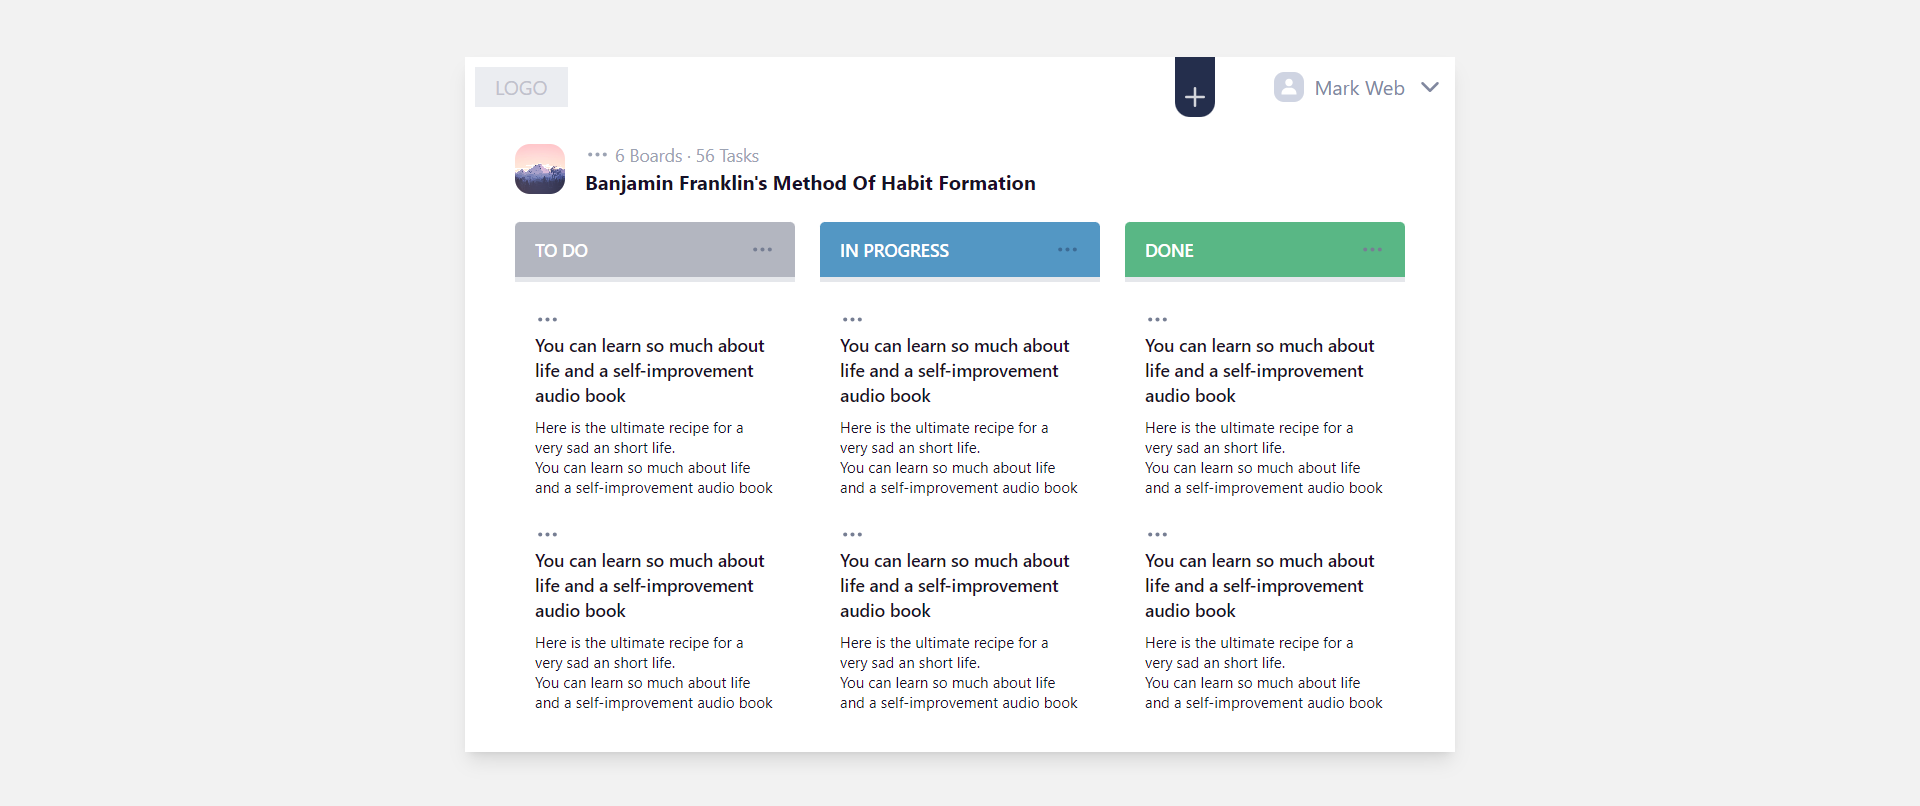 LOGO
Mark Web
6 Boards · 56 Tasks
Banjamin Franklin's Method Of Habit Formation
TO DO
IN PROGRESS
DONE
You can learn so much about
life and a self-improvement
audio book
Here is the ultimate recipe for a
very sad an short life.
You can learn so much about life
and a self-improvement audio book
You can learn so much about
life and a self-improvement
audio book
Here is the ultimate recipe for a
very sad an short life.
You can learn so much about life
and a self-improvement audio book
You can learn so much about
life and a self-improvement
audio book
Here is the ultimate recipe for a
very sad an short life.
You can learn so much about life
and a self-improvement audio book
You can learn so much about
life and a self-improvement
audio book
Here is the ultimate recipe for a
very sad an short life.
You can learn so much about life
and a self-improvement audio book
You can learn so much about
life and a self-improvement
audio book
Here is the ultimate recipe for a
very sad an short life.
You can learn so much about life
and a self-improvement audio book
You can learn so much about
life and a self-improvement
audio book
Here is the ultimate recipe for a
very sad an short life.
You can learn so much about life
and a self-improvement audio book